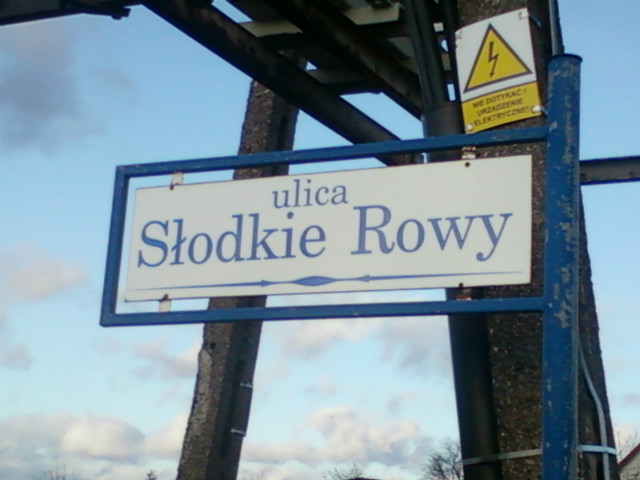 ulica
Słodkie Rowy
NIE DOTYKAĆ!
URZĄDZENIE
ELEKTRYCZNE!